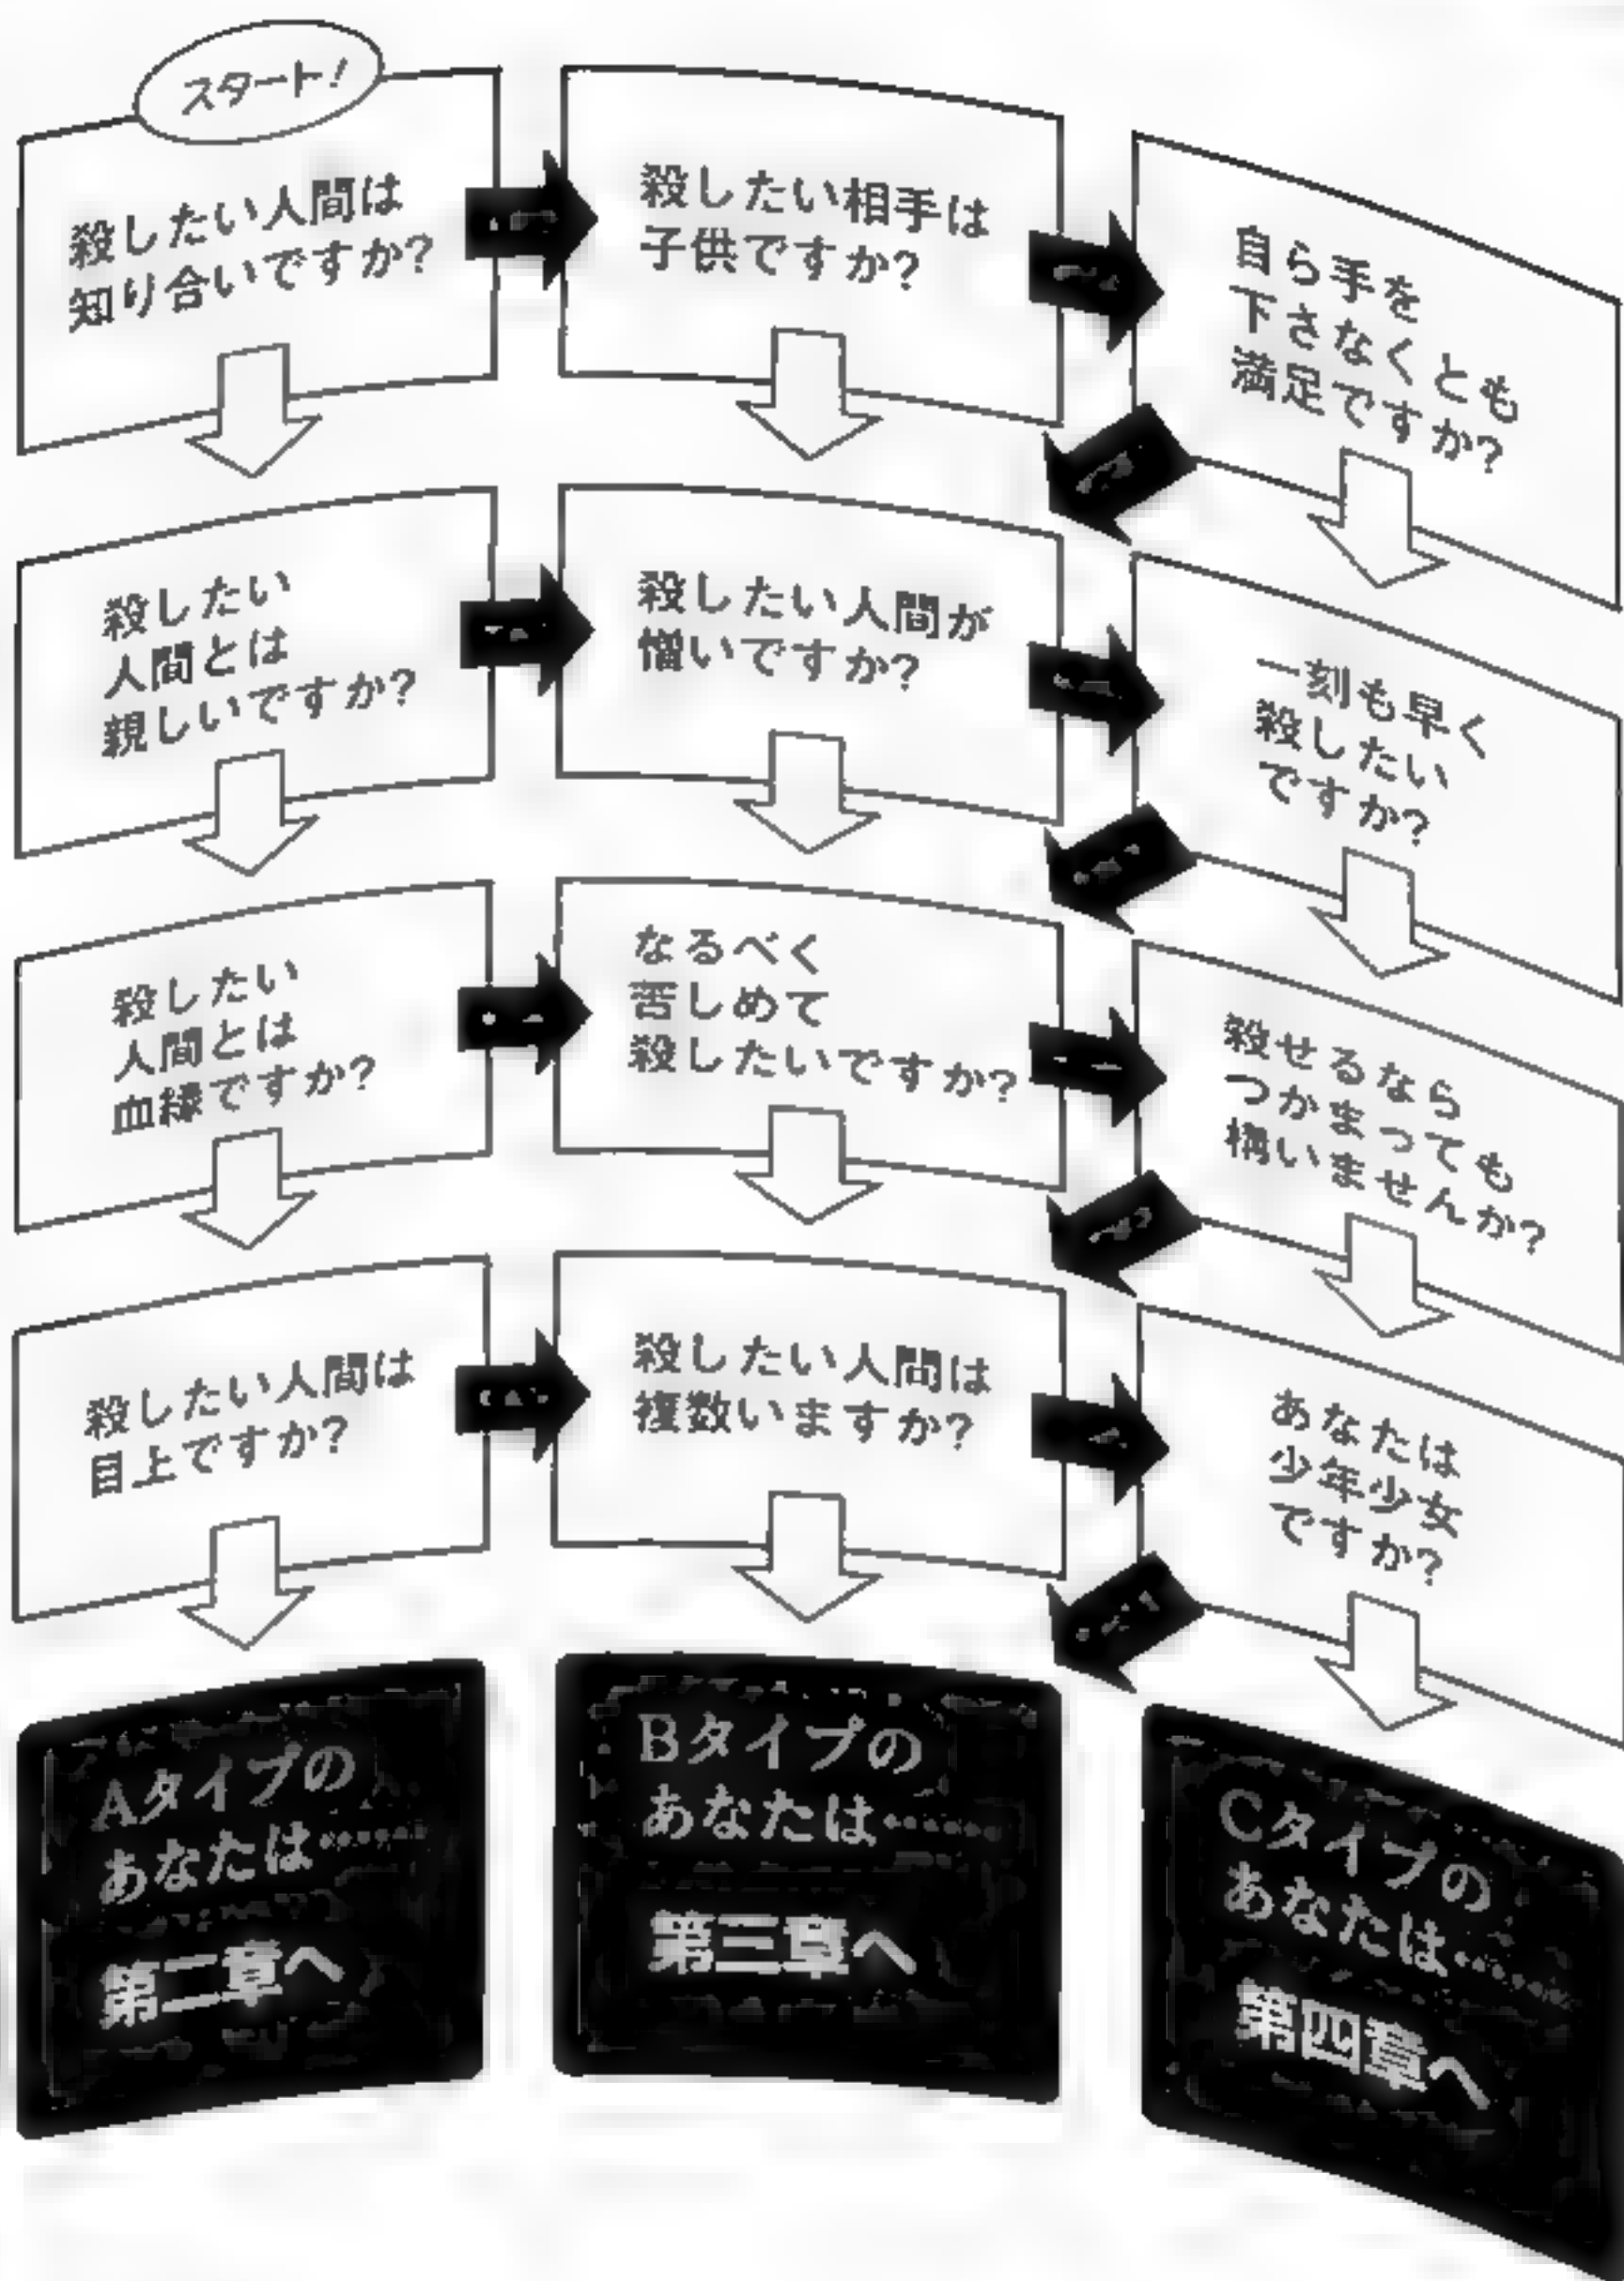 スタート!
殺したい人間は
知り合いですか?
殺したい相手は
子供ですか?
自ら手を
下さなくとも
満足ですか?
殺したい
人間とは
親しいですか?
殺したい人間が
憎いですか?
一刻も早く
殺したい
ですか?
殺したい
人間とは
血縁ですか?
なるべく
苦しめて
殺したいですか?
殺せるなら
つかまっても
構いませんか?
殺したい人間は
目上ですか?
殺したい人間は
複数いますか?
あなたは
少年少女
ですか?
Aタイプの
あなたは……
第二章へ
Bタイプの
あなたは……
第三章へ
Cタイプの
あなたは……
第四章へ